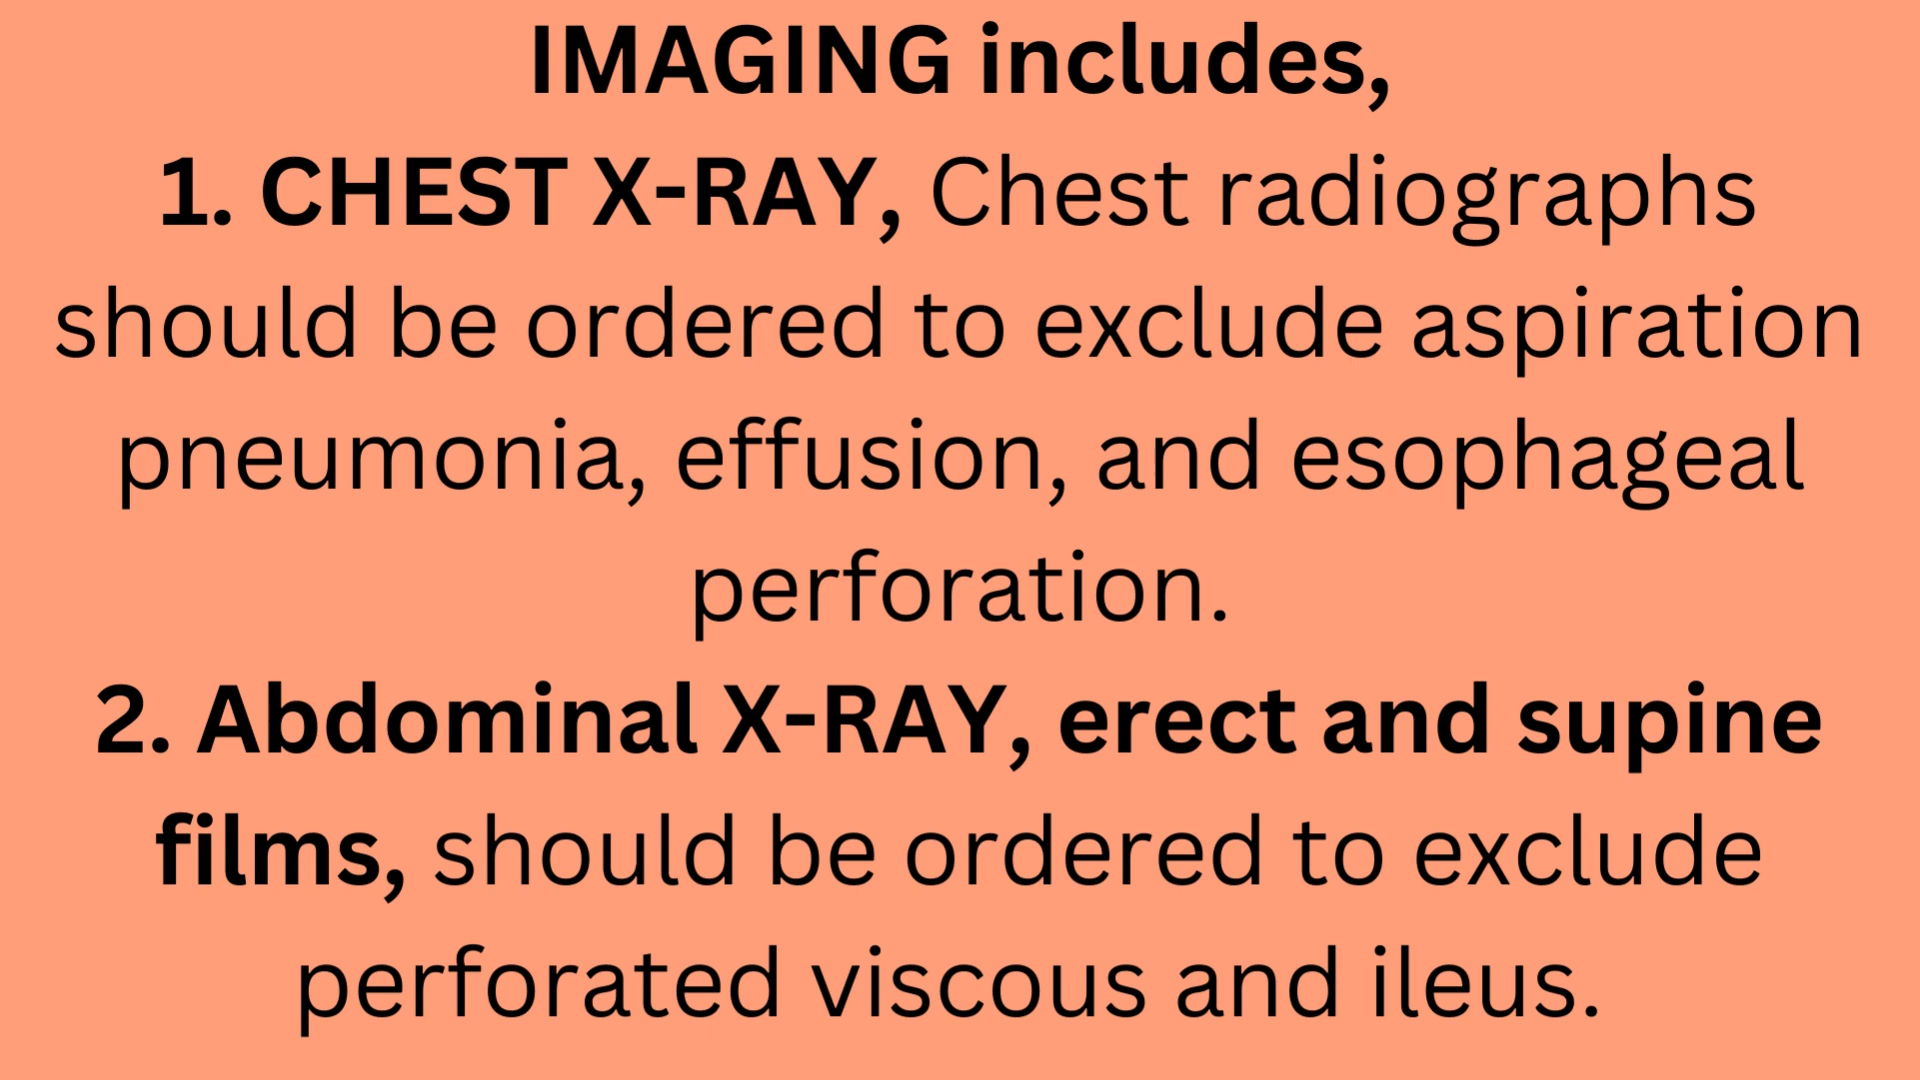 IMAGING includes,
1. CHEST X-RAY, Chest radiographs
should be ordered to exclude aspiration
pneumonia, effusion, and esophageal
perforation.
2. Abdominal X-RAY, erect and supine
films, should be ordered to exclude
perforated viscous and ileus.